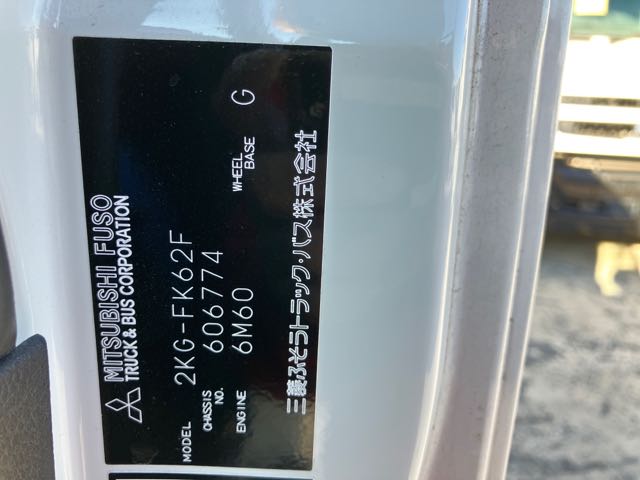 MITSUBISHI FUSO
TRUCK & BUS CORPORATION
MODEL 2KG-FK62F
CHASSIS NO. 606774
ENGINE 6M60 WHEEL BASE G
三菱ふそうトラック・バス株式会社